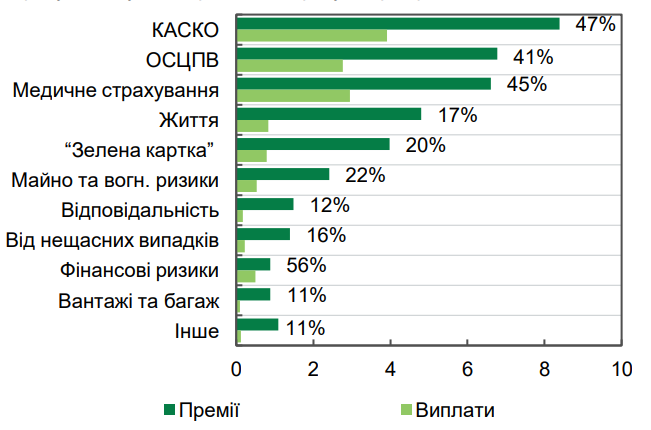 КАСКО 47%
ОСЦПВ 41%
Медичне страхування 45%
Життя 17%
“Зелена картка” 20%
Майно та вогн. ризики 22%
Відповідальність 12%
Від нещасних випадків 16%
Фінансові ризики 56%
Вантажі та багаж 11%
Інше 11%
0 2 4 6 8 10
Премії Виплати